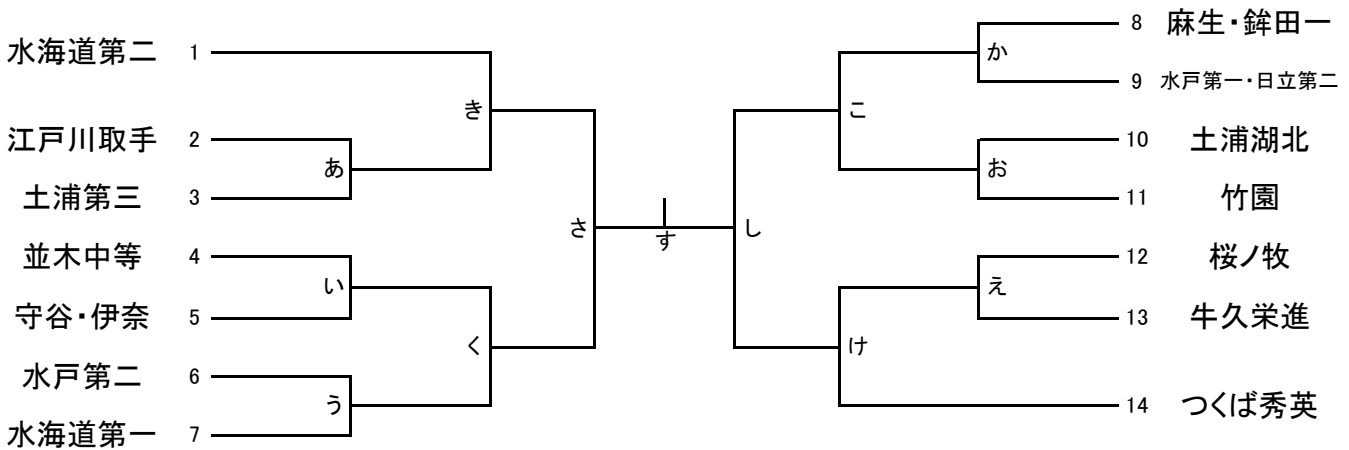 水海道第二 1
江戸川取手 2
土浦第三 3
並木中等 4
守谷・伊奈 5
水戸第二 6
水海道第一 7
き
あ
い
く
う
さ
す
し
こ
か
お
え
け
8 麻生・鉾田一
9 水戸第一・日立第二
10 土浦湖北
11 竹園
12 桜ノ牧
13 牛久栄進
14 つくば秀英